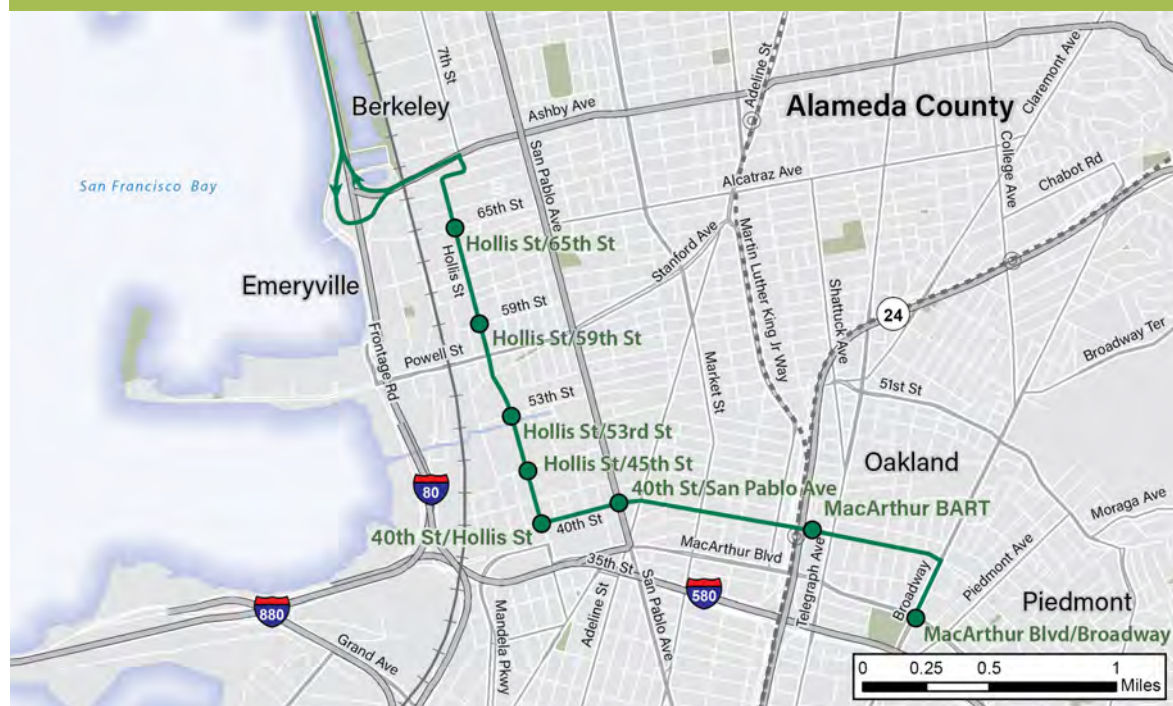 7th St
Adeline St
Claremont Ave
Berkeley
Ashby Ave
Alameda County
San Pablo Ave
College Ave
Chabot Rd
San Francisco Bay
Alcatraz Ave
65th St
Hollis St/65th St
Stanford Ave
Martin Luther King Jr Way
Hollis St
Emeryville
Shattuck Ave
59th St
24
Hollis St/59th St
Frontage Rd
Powell St
Broadway Ter
Market St
51st St
53th St
Hollis St/53rd St
Oakland
Hollis St/45th St
80
40th St/San Pablo Ave
MacArthur BART
Moraga Ave
40th St/Hollis St
40th St
MacArthur Blvd
35th St
Telegraph Ave
Broadway
Piedmont Ave
580
880
Mandela Pkwy
Adeline St
San Pablo Ave
Piedmont
MacArthur Blvd/Broadway
Grand Ave
0 0.25 0.5 1
Miles